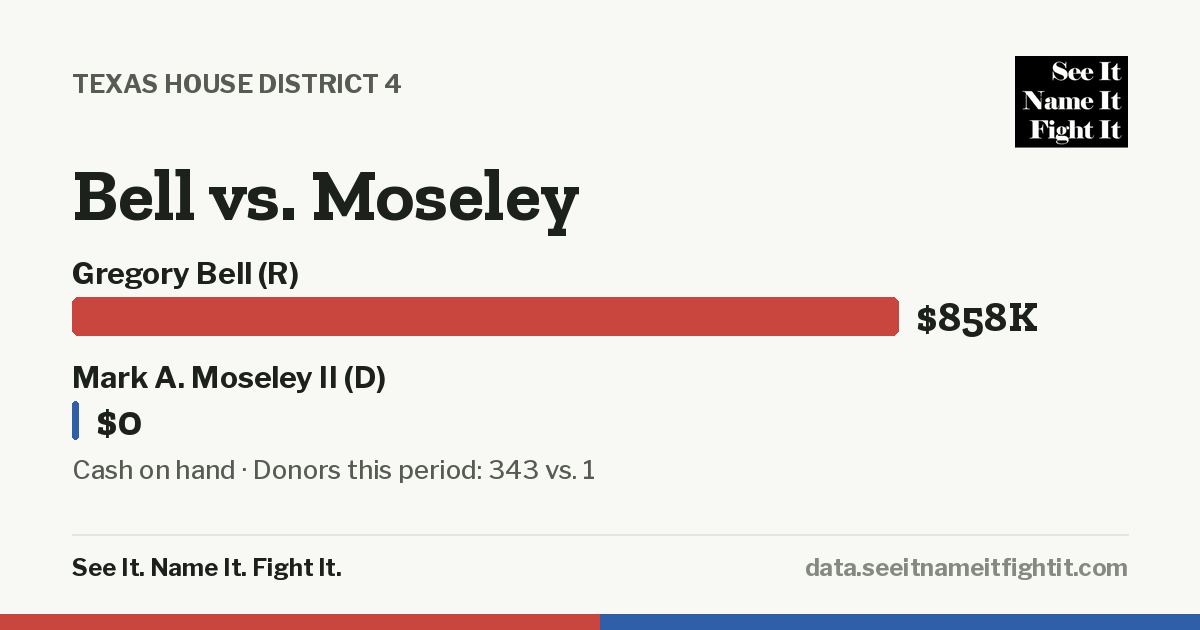 TEXAS HOUSE DISTRICT 4
See It
Name It
Fight It
Bell vs. Moseley
Gregory Bell (R)
$858K
Mark A. Moseley II (D)
$0
Cash on hand · Donors this period: 343 vs. 1
See It. Name It. Fight It.
data.seeitnameitfightit.com